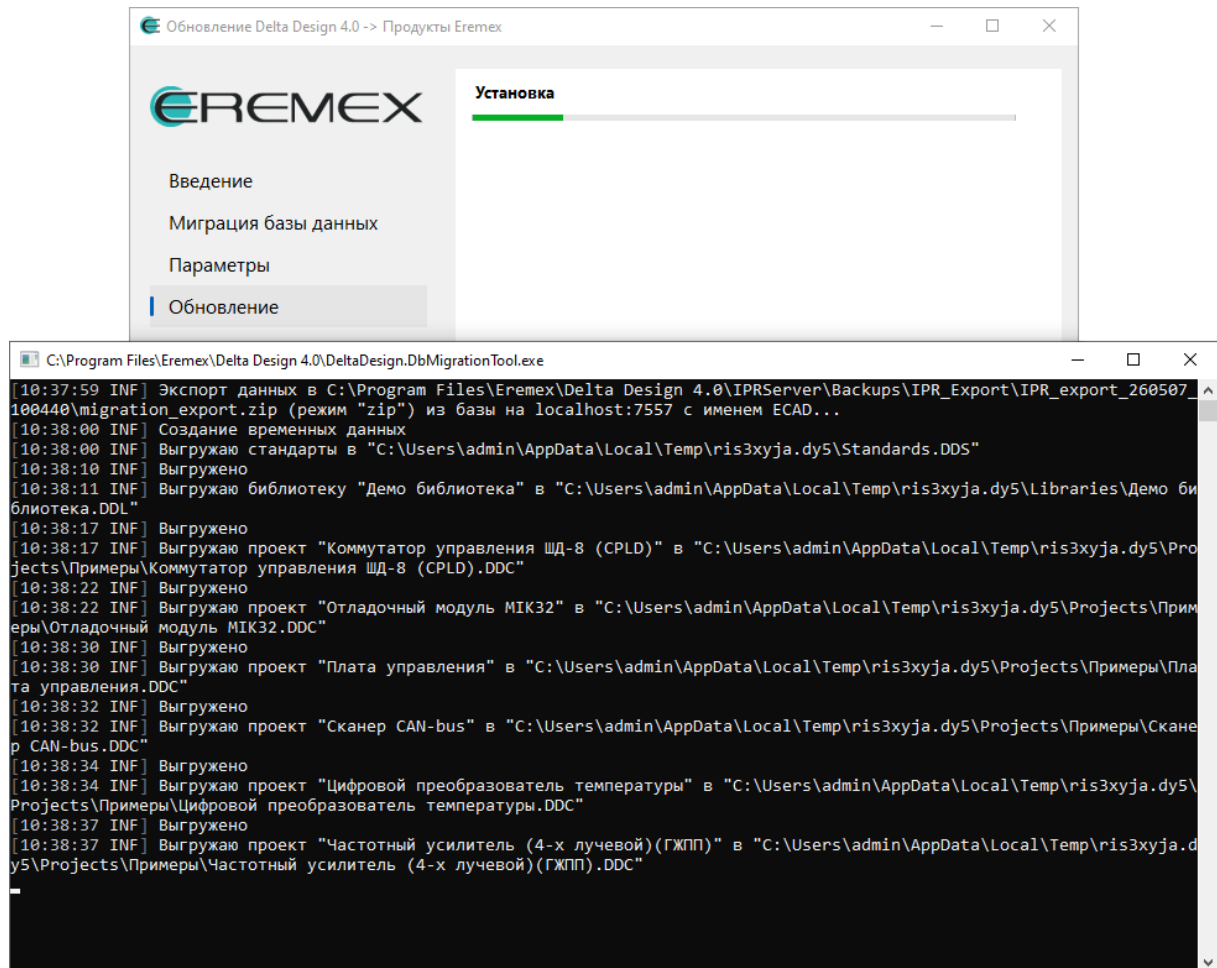 Обновление Delta Design 4.0 -> Продукты Eremex
EREMEX
Установка
Введение
Миграция базы данных
Параметры
Обновление
C:\Program Files\Eremex\Delta Design 4.0\DeltaDesign.DbMigrationTool.exe
[10:37:59 INF] Экспорт данных в C:\Program Files\Eremex\Delta Design 4.0\IPRServer\Backups\IPR_Export\IPR_export_260507_
100440\migration_export.zip (режим "zip") из базы на localhost:7557 с именем ECAD...
[10:38:00 INF] Создание временных данных
[10:38:00 INF] Выгружаю стандарты в "C:\Users\admin\AppData\Local\Temp\ris3xyja.dy5\Standards.DDS"
[10:38:10 INF] Выгружено
[10:38:11 INF] Выгружаю библиотеку "Демо библиотека" в "C:\Users\admin\AppData\Local\Temp\ris3xyja.dy5\Libraries\Демо би
блиотека.DDL"
[10:38:17 INF] Выгружено
[10:38:17 INF] Выгружаю проект "Коммутатор управления ШД-8 (CPLD)" в "C:\Users\admin\AppData\Local\Temp\ris3xyja.dy5\Pro
jects\Примеры\Коммутатор управления ШД-8 (CPLD).DDC"
[10:38:22 INF] Выгружено
[10:38:22 INF] Выгружаю проект "Отладочный модуль MIK32" в "C:\Users\admin\AppData\Local\Temp\ris3xyja.dy5\Projects\Прим
еры\Отладочный модуль MIK32.DDC"
[10:38:30 INF] Выгружено
[10:38:30 INF] Выгружаю проект "Плата управления" в "C:\Users\admin\AppData\Local\Temp\ris3xyja.dy5\Projects\Примеры\Пла
та управления.DDC"
[10:38:32 INF] Выгружено
[10:38:32 INF] Выгружаю проект "Сканер CAN-bus" в "C:\Users\admin\AppData\Local\Temp\ris3xyja.dy5\Projects\Примеры\Скане
р CAN-bus.DDC"
[10:38:34 INF] Выгружено
[10:38:34 INF] Выгружаю проект "Цифровой преобразователь температуры" в "C:\Users\admin\AppData\Local\Temp\ris3xyja.dy5\
Projects\Примеры\Цифровой преобразователь температуры.DDC"
[10:38:37 INF] Выгружено
[10:38:37 INF] Выгружаю проект "Частотный усилитель (4-х лучевой)(ГЖПП)" в "C:\Users\admin\AppData\Local\Temp\ris3xyja.d
y5\Projects\Примеры\Частотный усилитель (4-х лучевой)(ГЖПП).DDC"